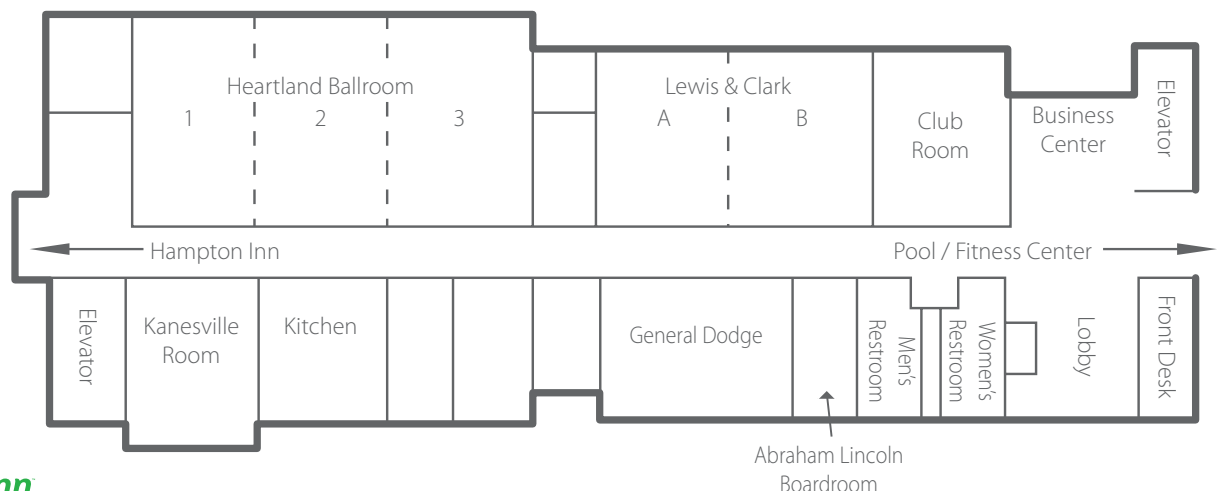 Heartland Ballroom
1
2
3
Lewis & Clark
A
B
Club
Room
Business
Center
Elevator
Hampton Inn
Pool / Fitness Center
Elevator
Kanesville
Room
Kitchen
General Dodge
Men's
Restroom
Women's
Restroom
Lobby
Front Desk
Abraham Lincoln
Boardroom